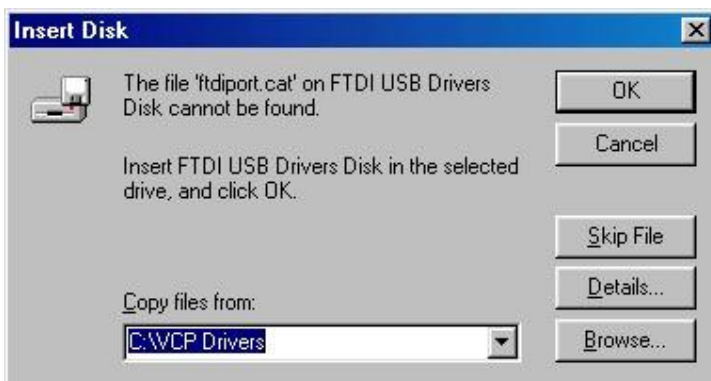 Insert Disk
The file 'ftdiport.cat' on FTDI USB Drivers
Disk cannot be found.
Insert FTDI USB Drivers Disk in the selected
drive, and click OK.
Copy files from:
C:\VCP Drivers
OK
Cancel
Skip File
Details...
Browse...